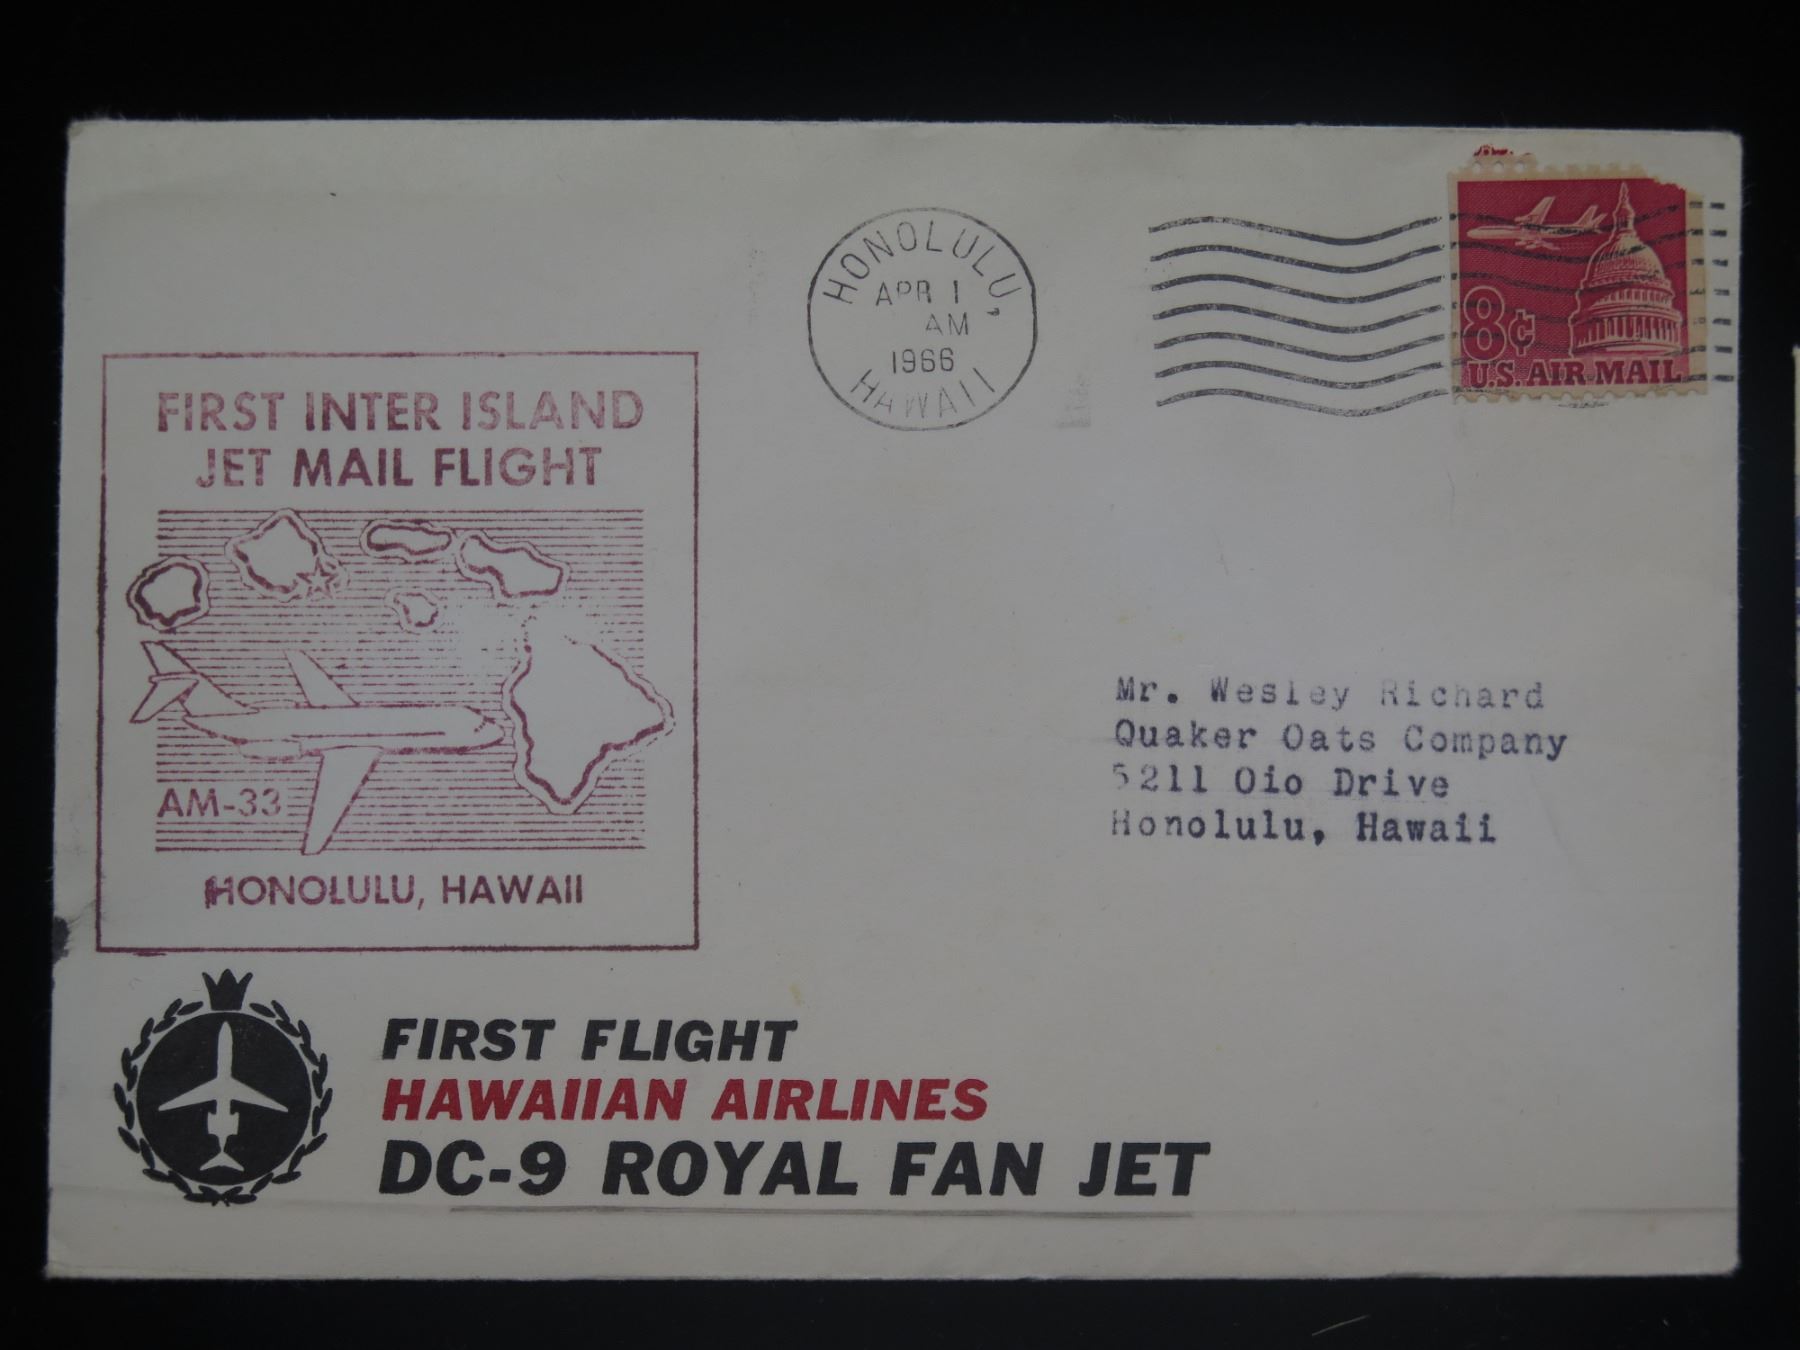 HONOLULU,
APR 1
AM
1966
HAWAII
8¢
U.S. AIR MAIL
FIRST INTER ISLAND
JET MAIL FLIGHT
AM-33
HONOLULU, HAWAII
Mr. Wesley Richard
Quaker Oats Company
5211 Oio Drive
Honolulu, Hawaii
FIRST FLIGHT
HAWAIIAN AIRLINES
DC-9 ROYAL FAN JET